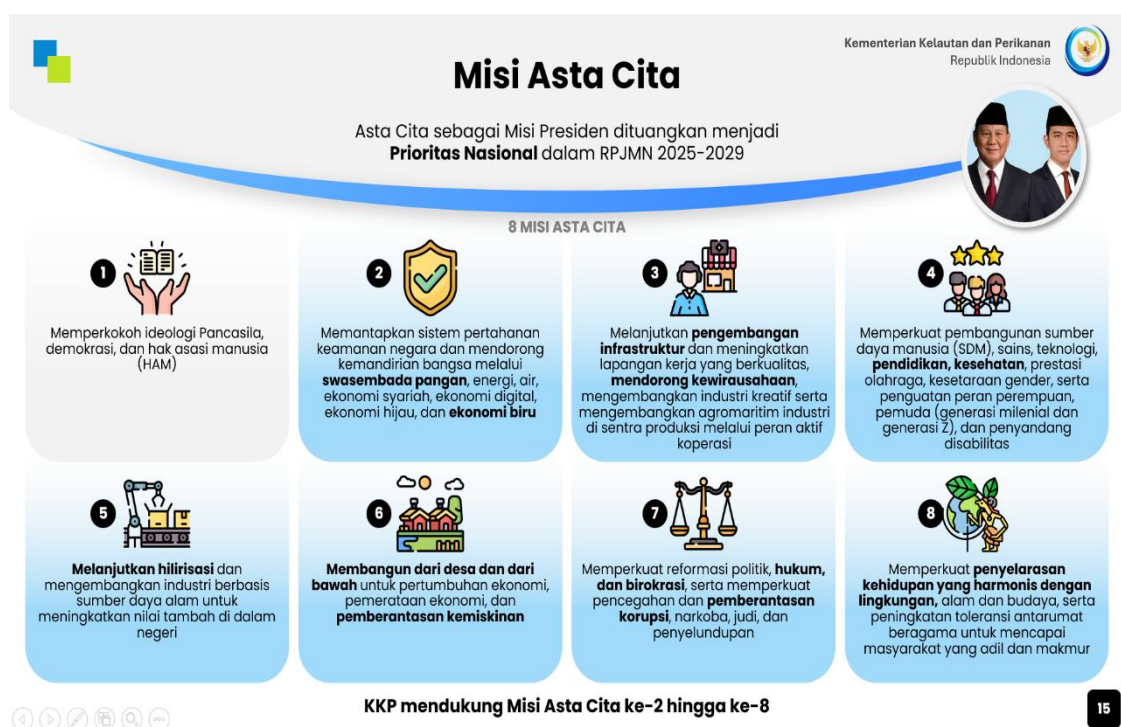 Kementerian Kelautan dan Perikanan
Republik Indonesia
Misi Asta Cita
Asta Cita sebagai Misi Presiden dituangkan menjadi
Prioritas Nasional dalam RPJMN 2025-2029
8 MISI ASTA CITA
1
Memperkokoh ideologi Pancasila,
demokrasi, dan hak asasi manusia
(HAM)
2
Memantapkan sistem pertahanan
keamanan negara dan mendorong
kemandirian bangsa melalui
swasembada pangan, energi, air,
ekonomi syariah, ekonomi digital,
ekonomi hijau, dan ekonomi biru
3
Melanjutkan pengembangan
infrastruktur dan meningkatkan
lapangan kerja yang berkualitas,
mendorong kewirausahaan,
mengembangkan industri kreatif serta
mengembangkan agromaritim industri
di sentra produksi melalui peran aktif
koperasi
4
Memperkuat pembangunan sumber
daya manusia (SDM), sains, teknologi,
pendidikan, kesehatan, prestasi
olahraga, kesetaraan gender, serta
penguatan peran perempuan,
pemuda (generasi milenial dan
generasi Z), dan penyandang
disabilitas
5
Melanjutkan hilirisasi dan
mengembangkan industri berbasis
sumber daya alam untuk
meningkatkan nilai tambah di dalam
negeri
6
Membangun dari desa dan dari
bawah untuk pertumbuhan ekonomi,
pemerataan ekonomi, dan
pemberantasan kemiskinan
7
Memperkuat reformasi politik, hukum,
dan birokrasi, serta memperkuat
pencegahan dan pemberantasan
korupsi, narkoba, judi, dan
penyelundupan
8
Memperkuat penyelarasan
kehidupan yang harmonis dengan
lingkungan, alam dan budaya, serta
peningkatan toleransi antarumat
beragama untuk mencapai
masyarakat yang adil dan makmur
KKP mendukung Misi Asta Cita ke-2 hingga ke-8
15